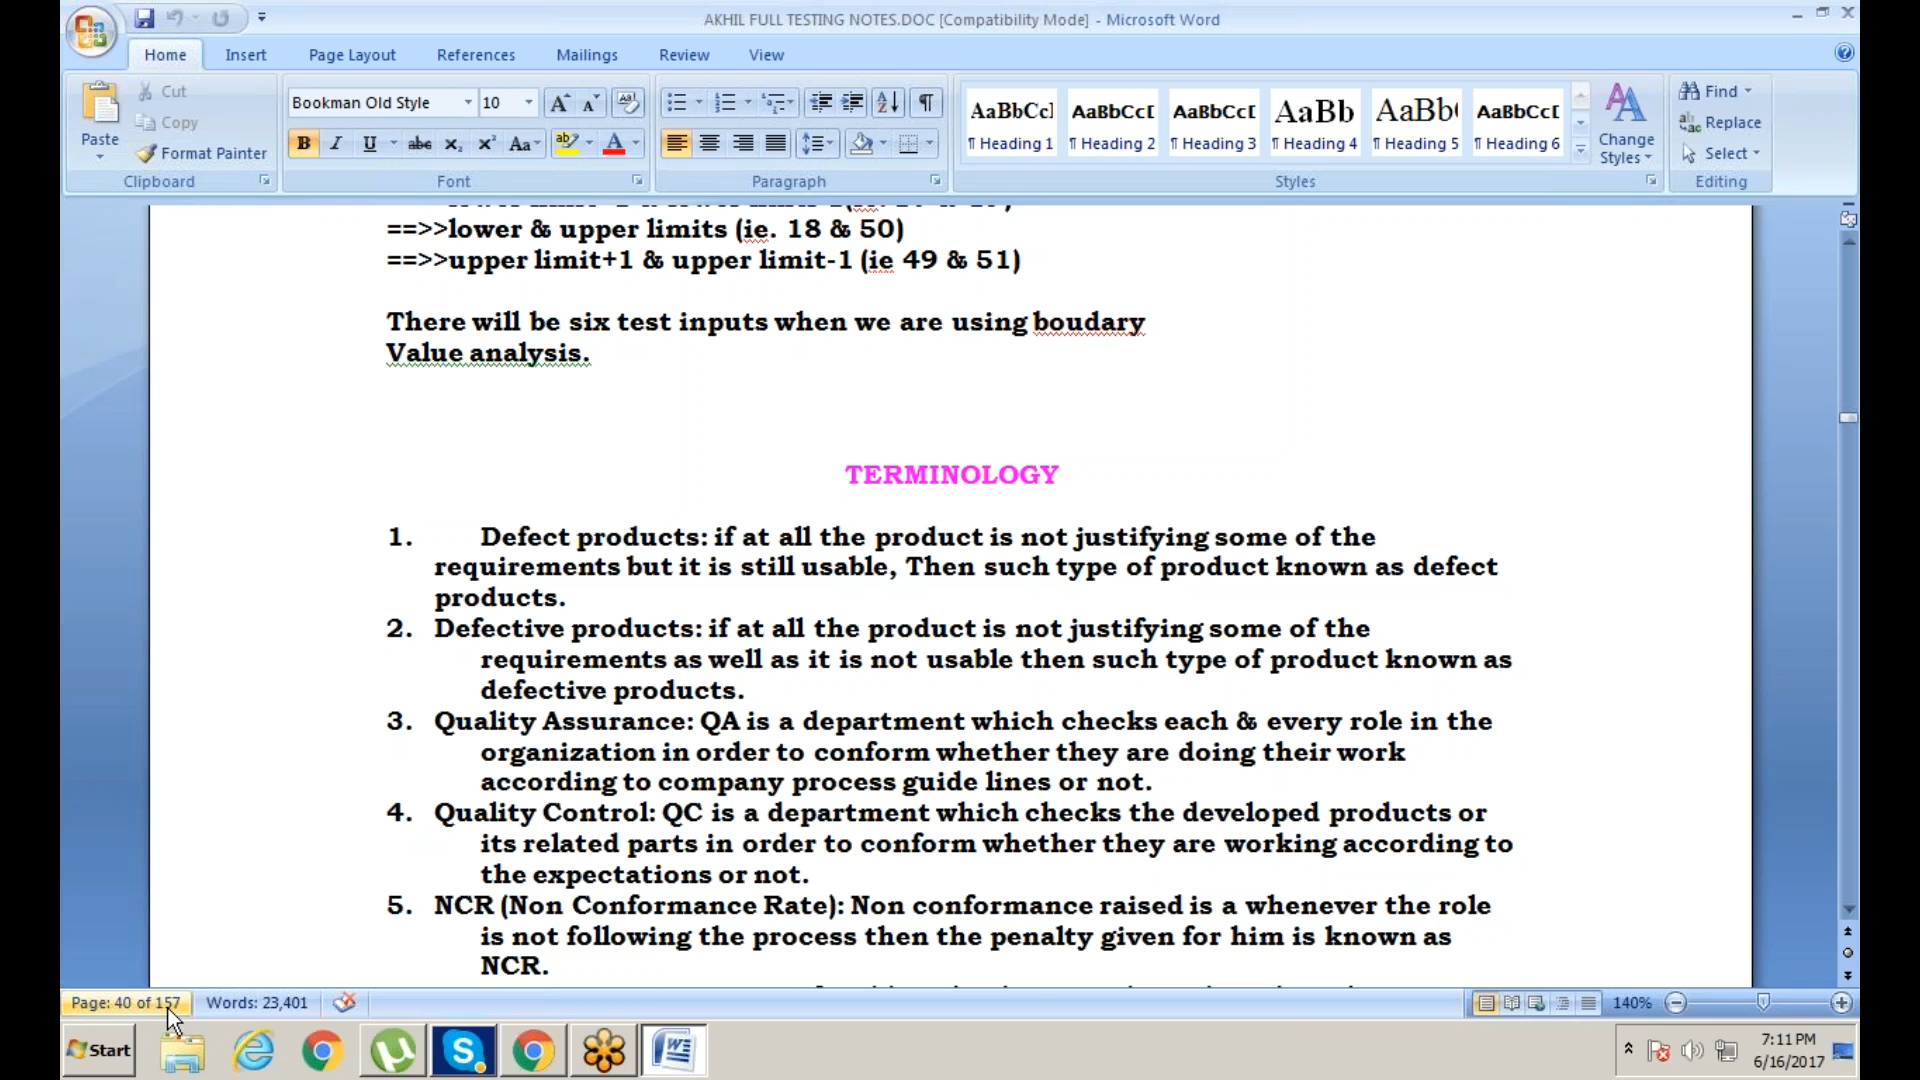 AKHIL FULL TESTING NOTES.DOC [Compatibility Mode] - Microsoft Word
Home Insert Page Layout References Mailings Review View
Paste
Cut
Copy
Format Painter
Clipboard
Bookman Old Style 10
B I U abc X₂ X² Aa
Font
Paragraph
AaBbCcI AaBbCcD AaBbCcD AaBb AaBb( AaBbCcD
¶ Heading 1 ¶ Heading 2 ¶ Heading 3 ¶ Heading 4 ¶ Heading 5 ¶ Heading 6
Change
Styles
Styles
Find
Replace
Select
Editing
==>>lower & upper limits (ie. 18 & 50)
==>>upper limit+1 & upper limit-1 (ie 49 & 51)
There will be six test inputs when we are using boudary
Value analysis.
TERMINOLOGY
1. Defect products: if at all the product is not justifying some of the
requirements but it is still usable, Then such type of product known as defect
products.
2. Defective products: if at all the product is not justifying some of the
requirements as well as it is not usable then such type of product known as
defective products.
3. Quality Assurance: QA is a department which checks each & every role in the
organization in order to conform whether they are doing their work
according to company process guide lines or not.
4. Quality Control: QC is a department which checks the developed products or
its related parts in order to conform whether they are working according to
the expectations or not.
5. NCR (Non Conformance Rate): Non conformance raised is a whenever the role
is not following the process then the penalty given for him is known as
NCR.
Page: 40 of 157 Words: 23,401 140%
Start
7:11 PM
6/16/2017